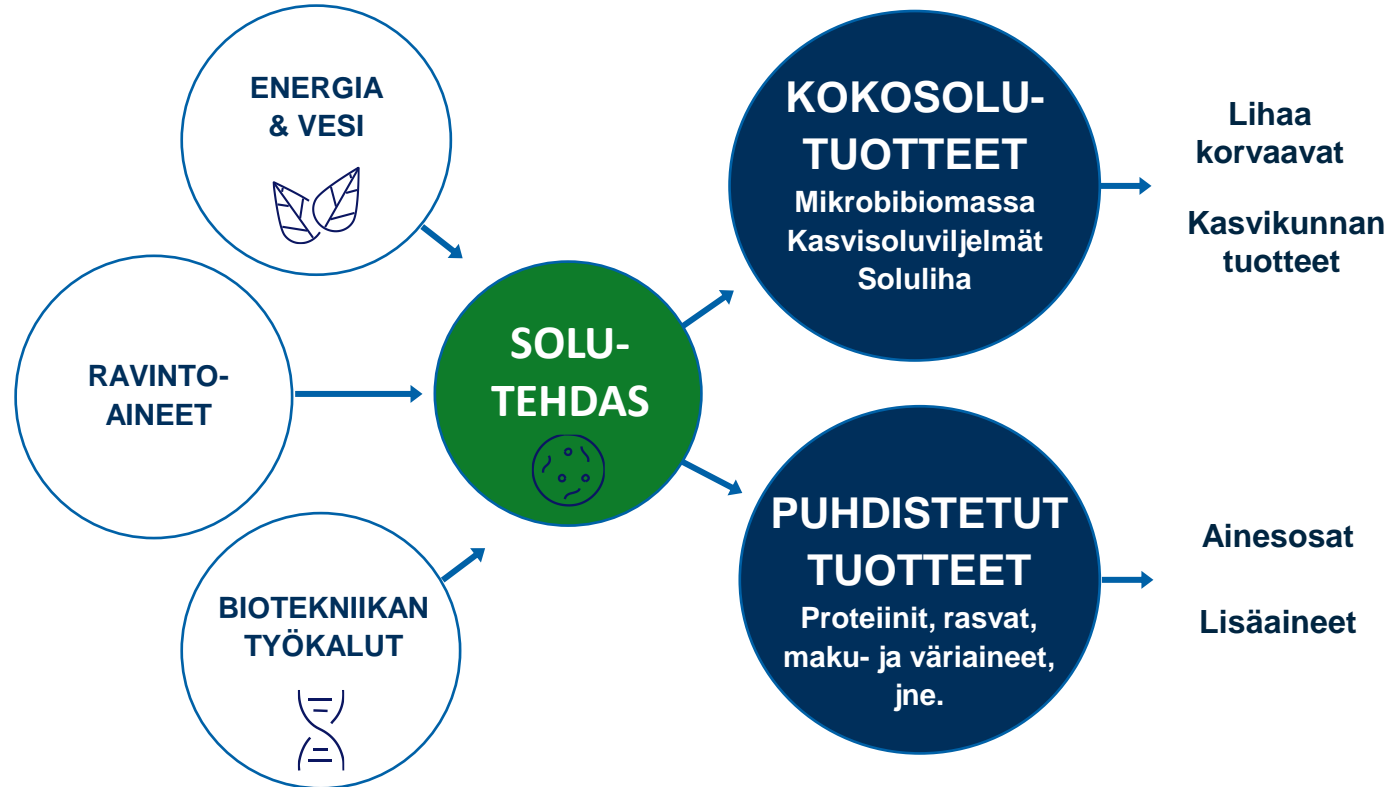 ENERGIA
& VESI
RAVINTO-
AINEET
BIOTEKNIIKAN
TYÖKALUT
SOLU-
TEHDAS
KOKOSOLU-
TUOTTEET
Mikrobibiomassa
Kasvisoluviljelmät
Soluliha
Lihaa
korvaavat
Kasvikunnan
tuotteet
PUHDISTETUT
TUOTTEET
Proteiinit, rasvat,
maku- ja väriaineet,
jne.
Ainesosat
Lisäaineet